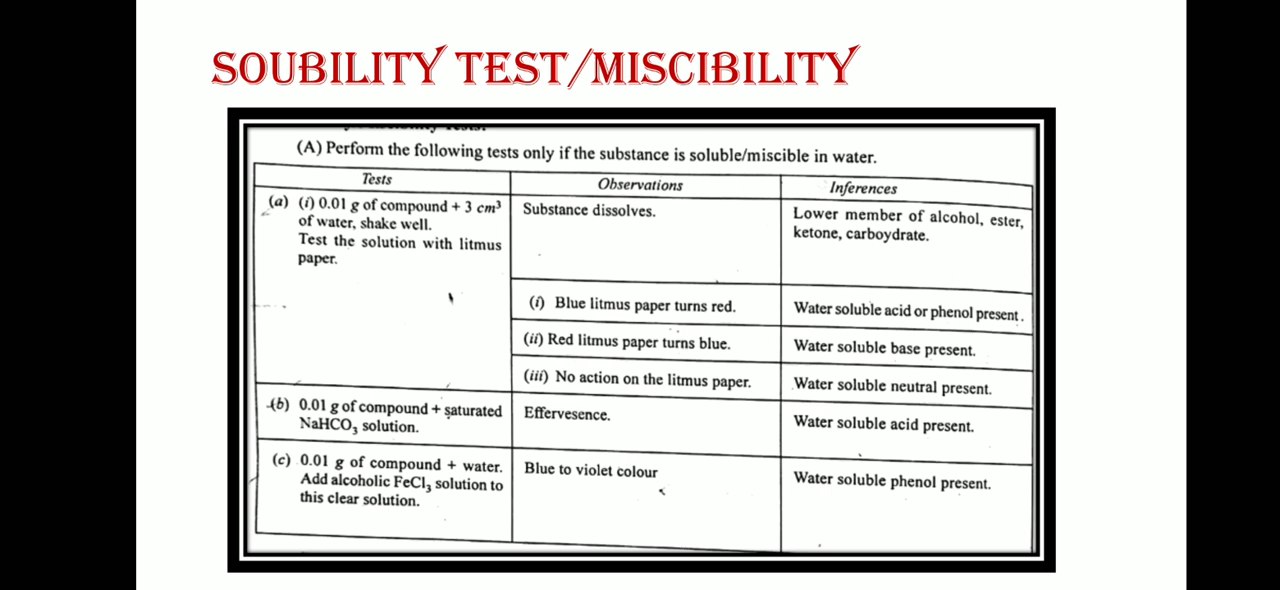 SOUBILITY TEST/MISCIBILITY
(A) Perform the following tests only if the substance is soluble/miscible in water.
Tests
Observations
Inferences
(a) (i) 0.01 g of compound + 3 cm³
of water, shake well.
Test the solution with litmus
paper.
Substance dissolves.
Lower member of alcohol, ester,
ketone, carboydrate.
(i) Blue litmus paper turns red.
Water soluble acid or phenol present.
(ii) Red litmus paper turns blue.
Water soluble base present.
(iii) No action on the litmus paper.
Water soluble neutral present.
(b) 0.01 g of compound + saturated
NaHCO₃ solution.
Effervesence.
Water soluble acid present.
(c) 0.01 g of compound + water.
Add alcoholic FeCl₃ solution to
this clear solution.
Blue to violet colour
Water soluble phenol present.